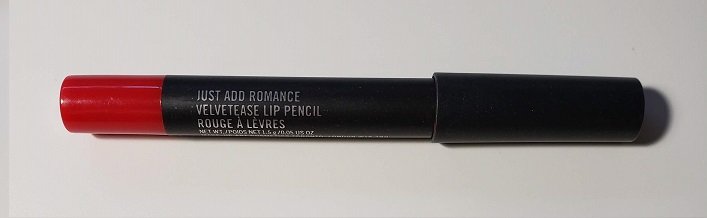 JUST ADD ROMANCE
VELVETEASE LIP PENCIL
ROUGE À LÈVRES
NET WT./POIDS NET 1.5 g/0.05 US OZ